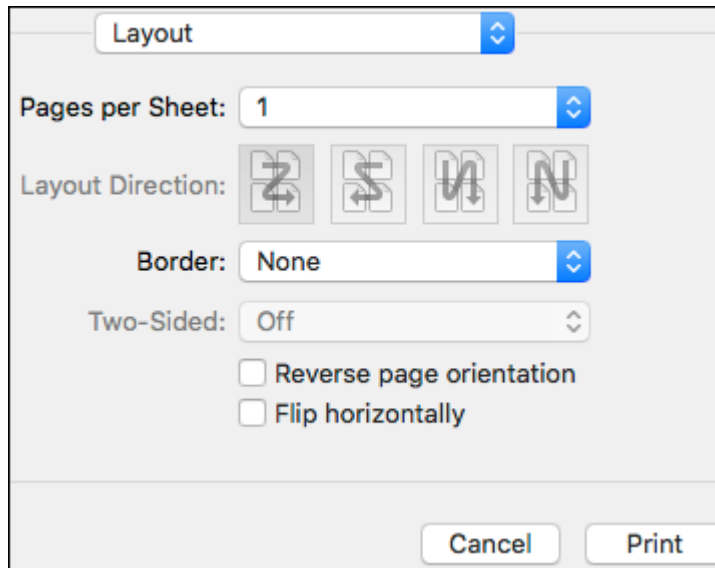 Layout
Pages per Sheet: 1
Layout Direction:
Border: None
Two-Sided: Off
Reverse page orientation
Flip horizontally
Cancel Print